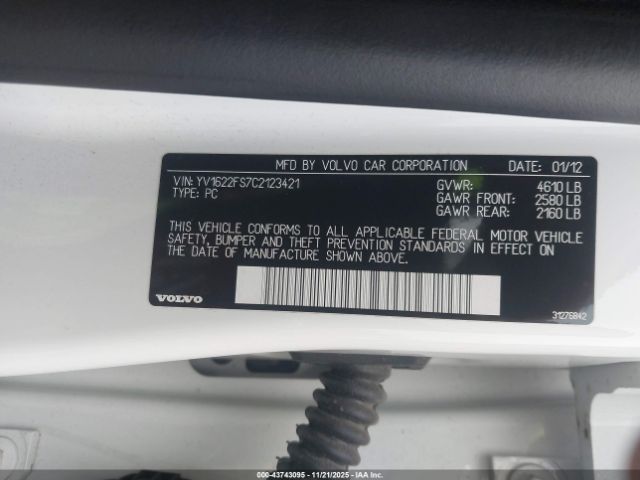 MFD BY VOLVO CAR CORPORATION DATE: 01/12
VIN: YV1622FS7C2123421 GVWR: 4610 LB
TYPE: PC GAWR FRONT: 2580 LB
GAWR REAR: 2160 LB
THIS VEHICLE CONFORMS TO ALL APPLICABLE FEDERAL MOTOR VEHICLE
SAFETY, BUMPER AND THEFT PREVENTION STANDARDS IN EFFECT ON
THE DATE OF MANUFACTURE SHOWN ABOVE.
VOLVO 31276842
000-43743095 - 11/21/2025 - IAAI.COM